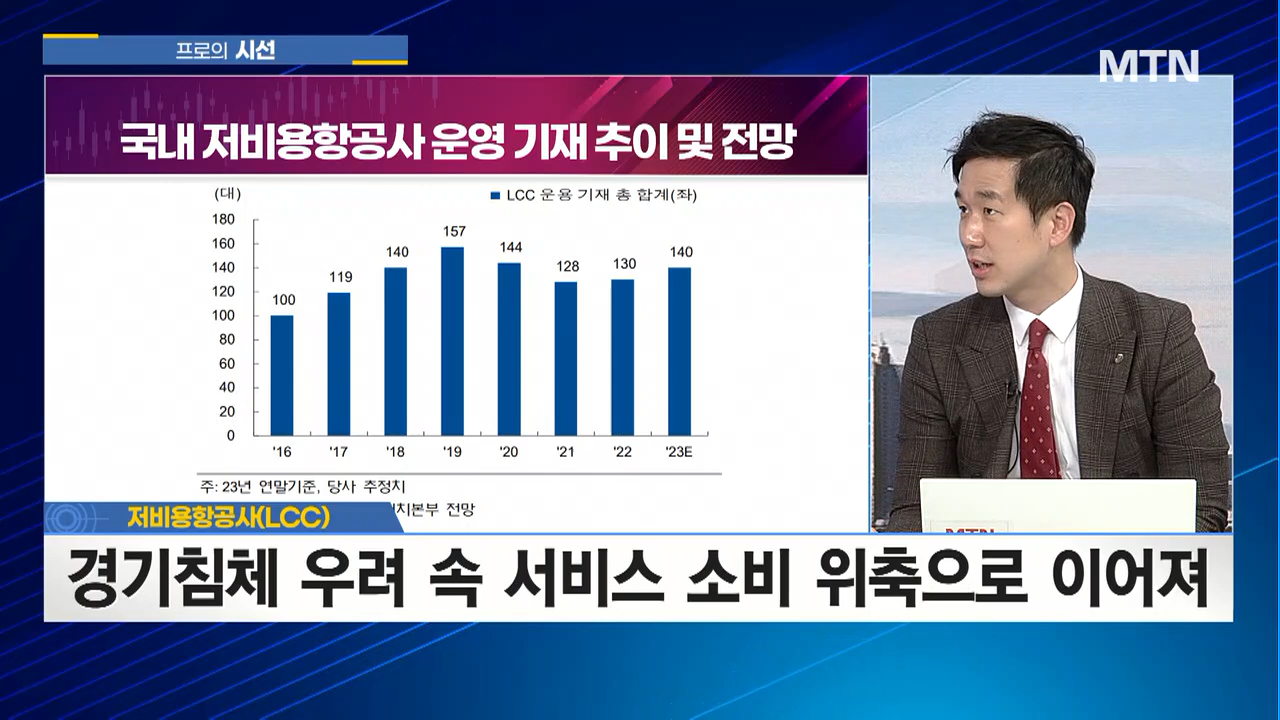 프로의 시선
MTN
국내 저비용항공사 운영 기재 추이 및 전망
(대)
LCC 운용 기재 총 합계(좌)
180
160
140
120
100
80
60
40
20
0
100
119
140
157
144
128
130
140
'16
'17
'18
'19
'20
'21
'22
'23E
주: 23년 연말기준, 당사 추정치
전망
저비용항공사(LCC)
MTN
경기침체 우려 속 서비스 소비 위축으로 이어져